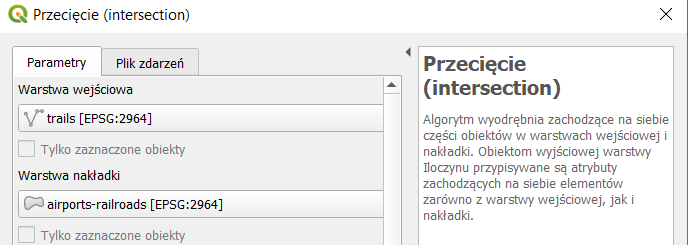 Przecięcie (intersection)
Parametry
Plik zdarzeń
Warstwa wejściowa
trails [EPSG:2964]
Tylko zaznaczone obiekty
Warstwa nakładki
airports-railroads [EPSG:2964]
Tylko zaznaczone obiekty
Przecięcie
(intersection)
Algorytm wyodrębnia zachodzące na siebie
części obiektów w warstwach wejściowej i
nakładki. Obiektom wyjściowej warstwy
Iloczynu przypisywane są atrybuty
zachodzących na siebie elementów
zarówno z warstwy wejściowej, jak i
nakładki.